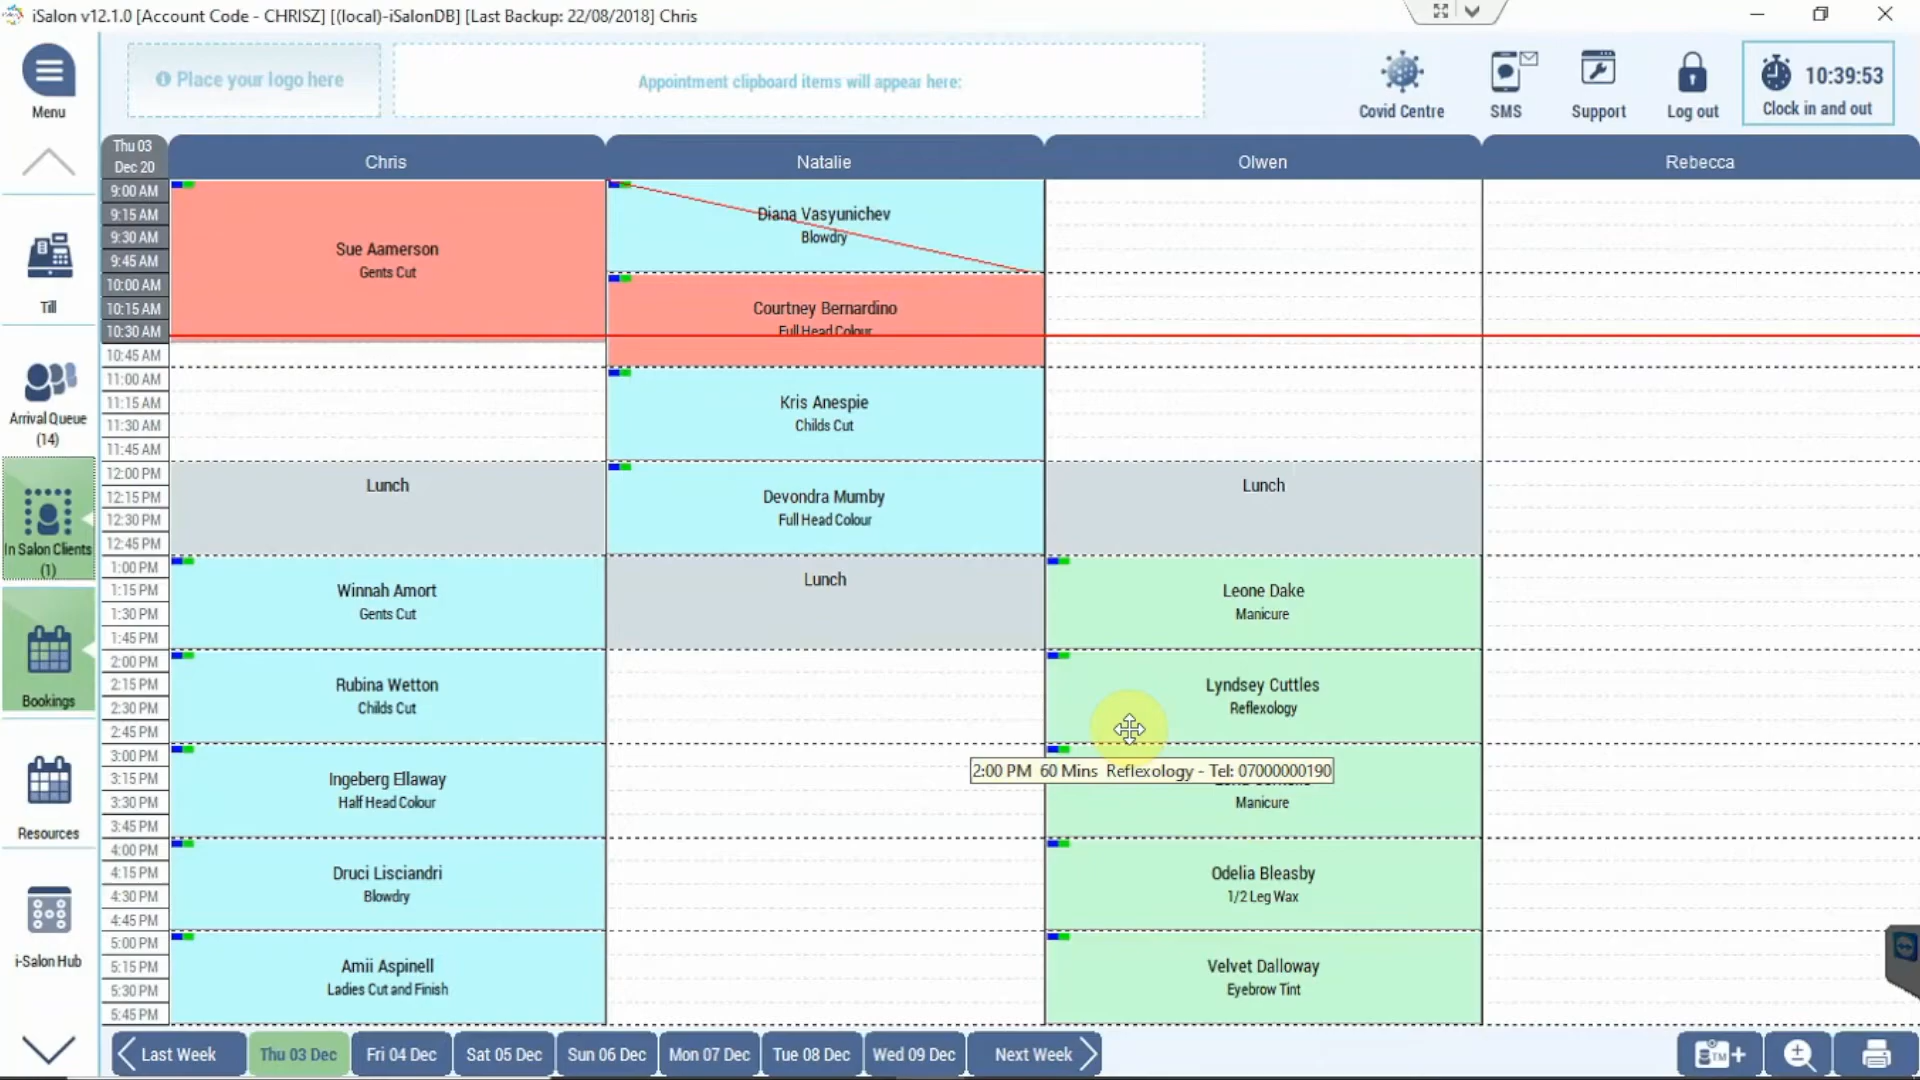 iSalon v12.1.0 [Account Code - CHRISZ] [(local)-iSalonDB] [Last Backup: 22/08/2018] Chris
Menu
Place your logo here
Appointment clipboard items will appear here:
Covid Centre
SMS
Support
Log out
10:39:53
Clock in and out
Till
Arrival Queue
(14)
In Salon Clients
(1)
Bookings
Resources
i-Salon Hub
Thu 03
Dec 20
Chris
Natalie
Olwen
Rebecca
9:00 AM
9:15 AM
9:30 AM
9:45 AM
10:00 AM
10:15 AM
10:30 AM
10:45 AM
11:00 AM
11:15 AM
11:30 AM
11:45 AM
12:00 PM
12:15 PM
12:30 PM
12:45 PM
1:00 PM
1:15 PM
1:30 PM
1:45 PM
2:00 PM
2:15 PM
2:30 PM
2:45 PM
3:00 PM
3:15 PM
3:30 PM
3:45 PM
4:00 PM
4:15 PM
4:30 PM
4:45 PM
5:00 PM
5:15 PM
5:30 PM
5:45 PM
Sue Aamerson
Gents Cut
Lunch
Winnah Amort
Gents Cut
Rubina Wetton
Childs Cut
Ingeberg Ellaway
Half Head Colour
Druci Lisciandri
Blowdry
Amii Aspinell
Ladies Cut and Finish
Diana Vasyunichev
Blowdry
Courtney Bernardino
Full Head Colour
Kris Anespie
Childs Cut
Devondra Mumby
Full Head Colour
Lunch
Lunch
Leone Dake
Manicure
Lyndsey Cuttles
Reflexology
2:00 PM 60 Mins Reflexology - Tel: 07000000190
Manicure
Odelia Bleasby
1/2 Leg Wax
Velvet Dalloway
Eyebrow Tint
Last Week
Thu 03 Dec
Fri 04 Dec
Sat 05 Dec
Sun 06 Dec
Mon 07 Dec
Tue 08 Dec
Wed 09 Dec
Next Week